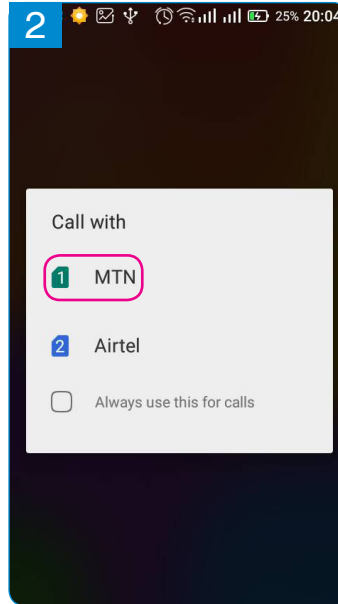 2
25% 20:04
Call with
1 MTN
2 Airtel
Always use this for calls